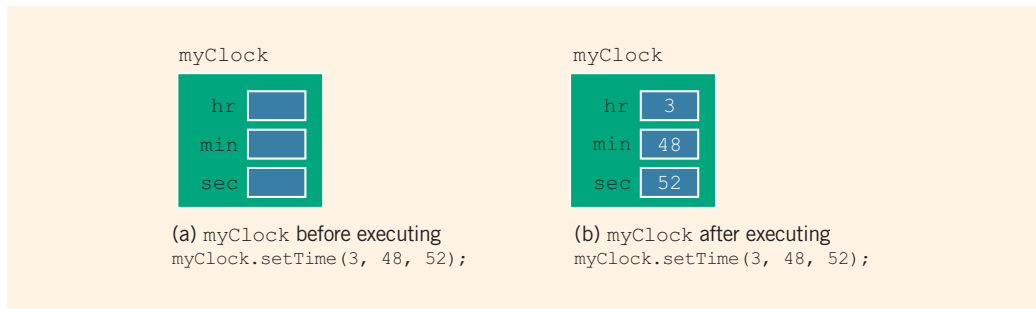 myClock
hr
min
sec
(a) myClock before executing
myClock.setTime(3, 48, 52);
myClock
hr 3
min 48
sec 52
(b) myClock after executing
myClock.setTime(3, 48, 52);